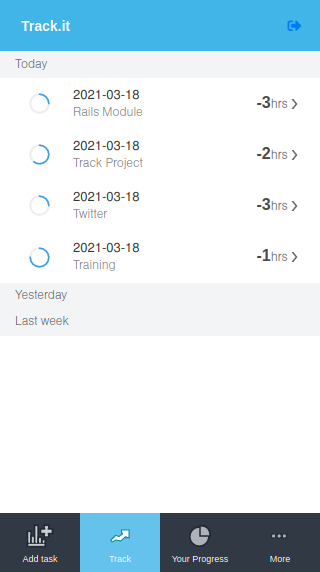 Track.it
Today
2021-03-18
Rails Module
-3hrs
2021-03-18
Track Project
-2hrs
2021-03-18
Twitter
-3hrs
2021-03-18
Training
-1hrs
Yesterday
Last week
Add task
Track
Your Progress
More